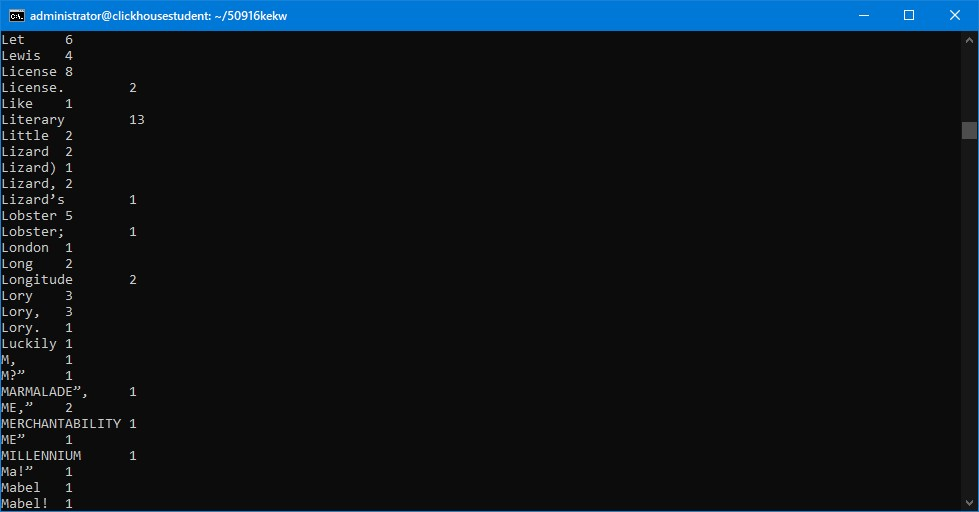 administrator@clickhousestudent: ~/50916kekw
Let	6
Lewis	4
License	8
License.	2
Like	1
Literary	13
Little	2
Lizard	2
Lizard)	1
Lizard,	2
Lizard’s	1
Lobster	5
Lobster;	1
London	1
Long	2
Longitude	2
Lory	3
Lory,	3
Lory.	1
Luckily	1
M,	1
M?”	1
MARMALADE”,	1
ME,”	2
MERCHANTABILITY	1
ME”	1
MILLENNIUM	1
Ma!”	1
Mabel	1
Mabel!	1